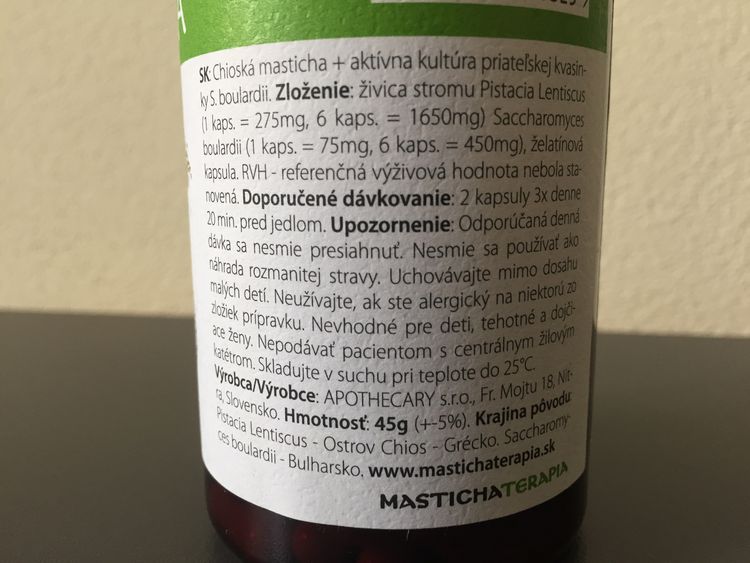 SK: Chioská masticha + aktívna kultúra priateľskej kvasin-
ky S. boulardii. Zloženie: živica stromu Pistacia Lentiscus
(1 kaps. = 275mg, 6 kaps. = 1650mg) Saccharomyces
boulardii (1 kaps. = 75mg, 6 kaps. = 450mg), želatínová
kapsula. RVH - referenčná výživová hodnota nebola sta-
novená. Doporučené dávkovanie: 2 kapsuly 3x denne
20 min. pred jedlom. Upozornenie: Odporúčaná denná
dávka sa nesmie presiahnuť. Nesmie sa používať ako
náhrada rozmanitej stravy. Uchovávajte mimo dosahu
malých detí. Neužívajte, ak ste alergický na niektorú zo
zložiek prípravku. Nevhodné pre deti, tehotné a dojči-
ace ženy. Nepodávať pacientom s centrálnym žilovým
katétrom. Skladujte v suchu pri teplote do 25°C.
Výrobca/Výrobce: APOTHECARY s.r.o., Fr. Mojtu 18, Nit-
ra, Slovensko. Hmotnosť: 45g (+-5%). Krajina pôvodu:
Pistacia Lentiscus - Ostrov Chios - Grécko. Saccharomy-
ces boulardii - Bulharsko. www.mastichaterapia.sk
MASTICHATERAPIA